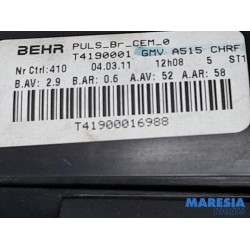 BEHR PULS_Br_CEM_0
T4190001 GMV A515 CHRF
Nr Ctrl:410 04.03.11 12h08 5 ST1
B.AV: 2.9 B.AR: 0.6 A.AV: 52 A.AR: 58
T41900016988
MARESIA